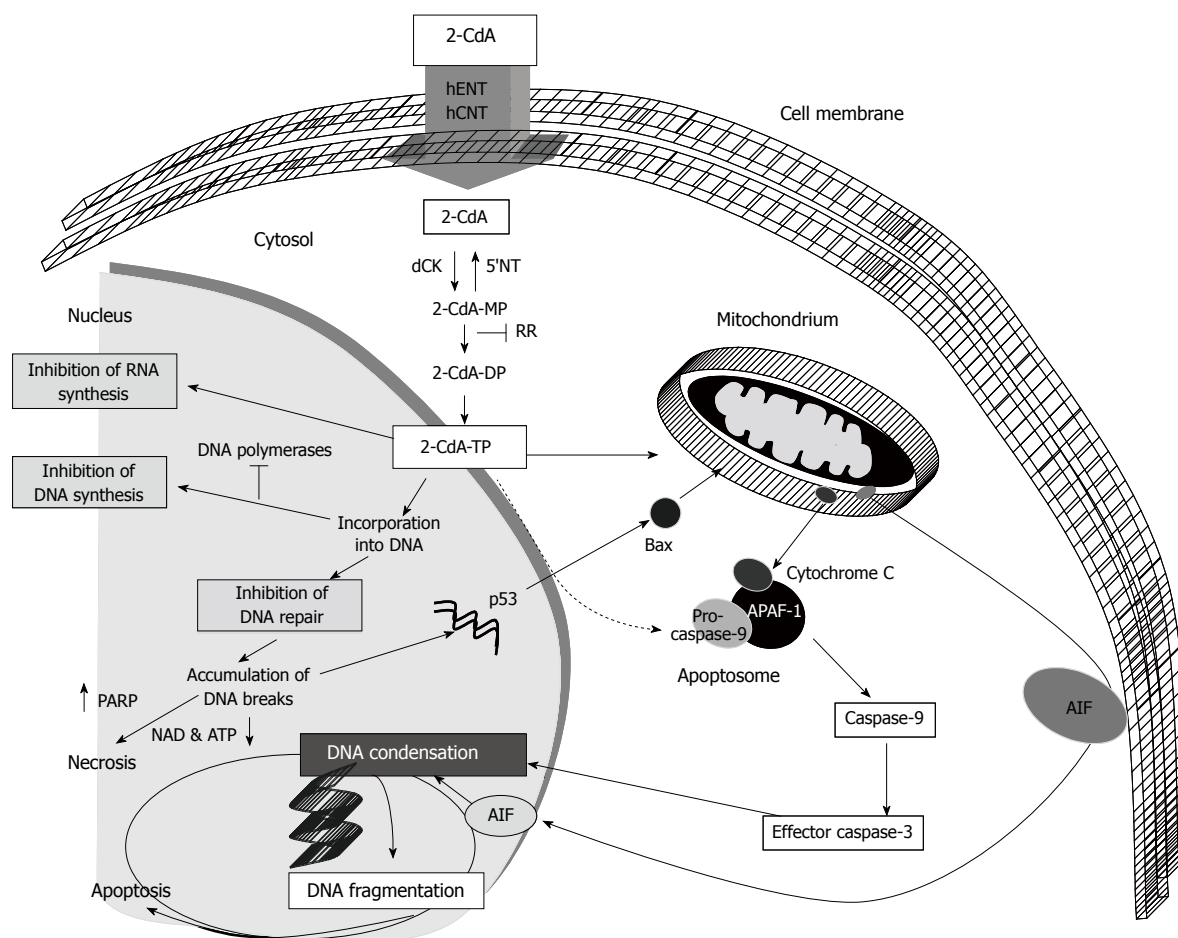 2-CdA
hENT
hCNT
Cell membrane
2-CdA
Cytosol
dCK
5'NT
Nucleus
2-CdA-MP
RR
Mitochondrium
2-CdA-DP
Inhibition of RNA
synthesis
2-CdA-TP
DNA polymerases
Inhibition of
DNA synthesis
Incorporation
into DNA
Bax
Cytochrome C
Inhibition of
DNA repair
p53
Pro-
caspase-9
APAF-1
Apoptosome
Accumulation of
DNA breaks
PARP
NAD & ATP
Necrosis
Caspase-9
AIF
DNA condensation
AIF
Effector caspase-3
Apoptosis
DNA fragmentation